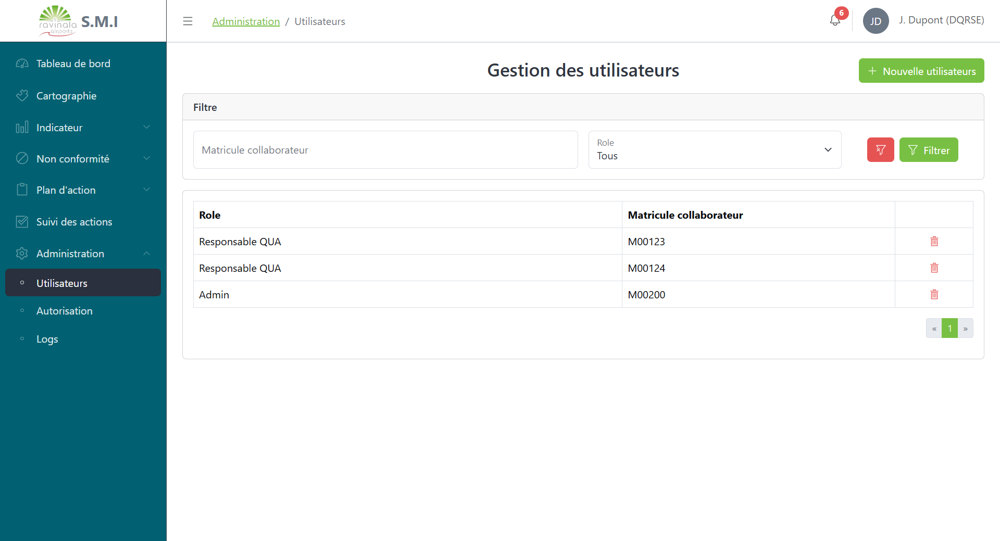 ravinala
airports
S.M.I
Administration / Utilisateurs
6
JD
J. Dupont (DQRSE)
Tableau de bord
Cartographie
Indicateur
Non conformité
Plan d'action
Suivi des actions
Administration
Utilisateurs
Autorisation
Logs
Gestion des utilisateurs
+ Nouvelle utilisateurs
Filtre
Matricule collaborateur
Role
Tous
Filtrer
Role Matricule collaborateur
Responsable QUA M00123
Responsable QUA M00124
Admin M00200
« 1 »